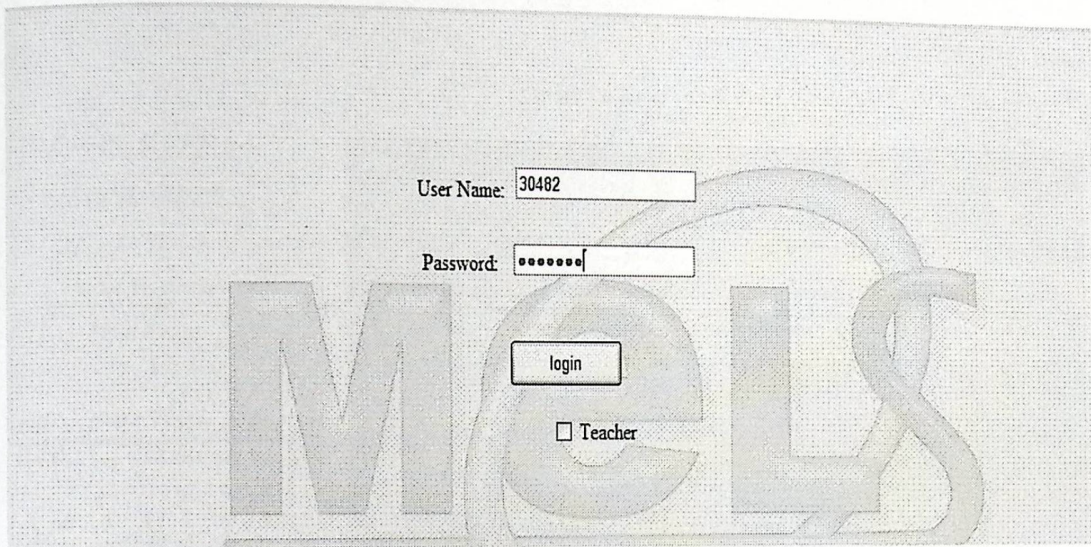 User Name: 30482
Password: •••••••
login
Teacher
MeLS